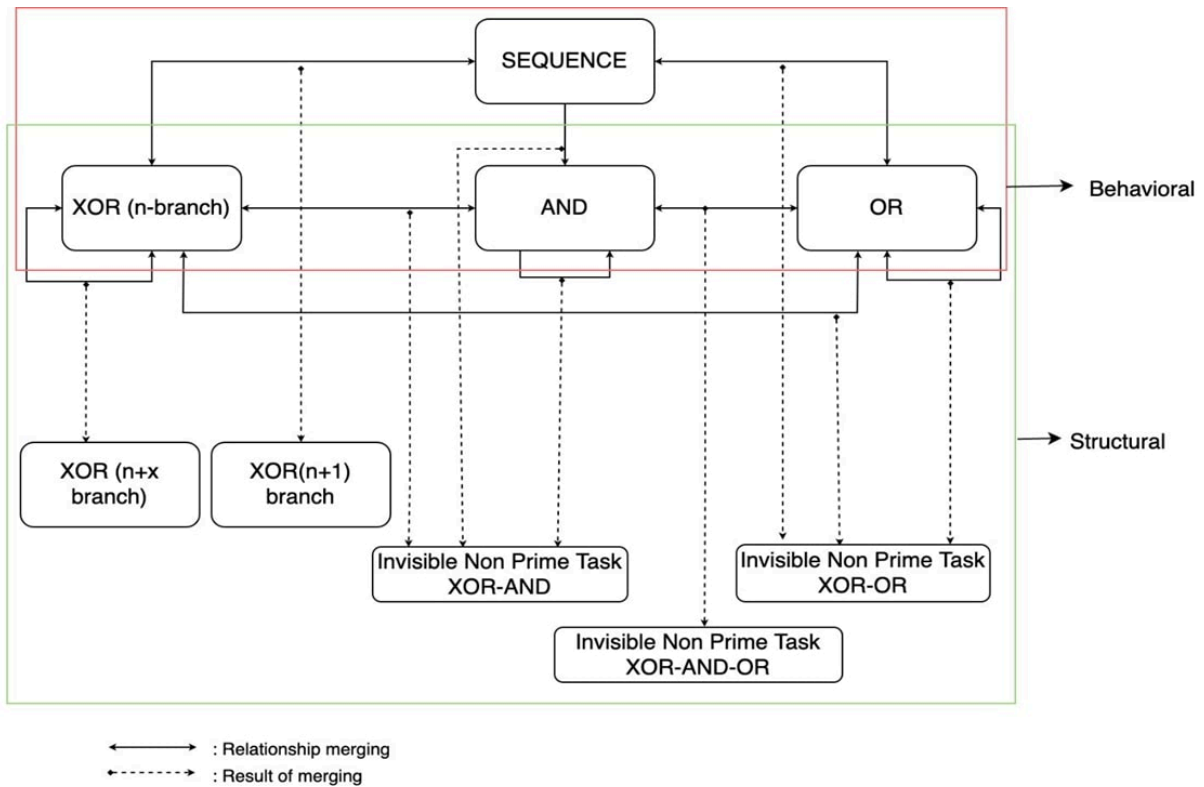 SEQUENCE
XOR (n-branch)
AND
OR
Behavioral
Structural
XOR (n+x
branch)
XOR(n+1)
branch
Invisible Non Prime Task
XOR-AND
Invisible Non Prime Task
XOR-OR
Invisible Non Prime Task
XOR-AND-OR
: Relationship merging
: Result of merging